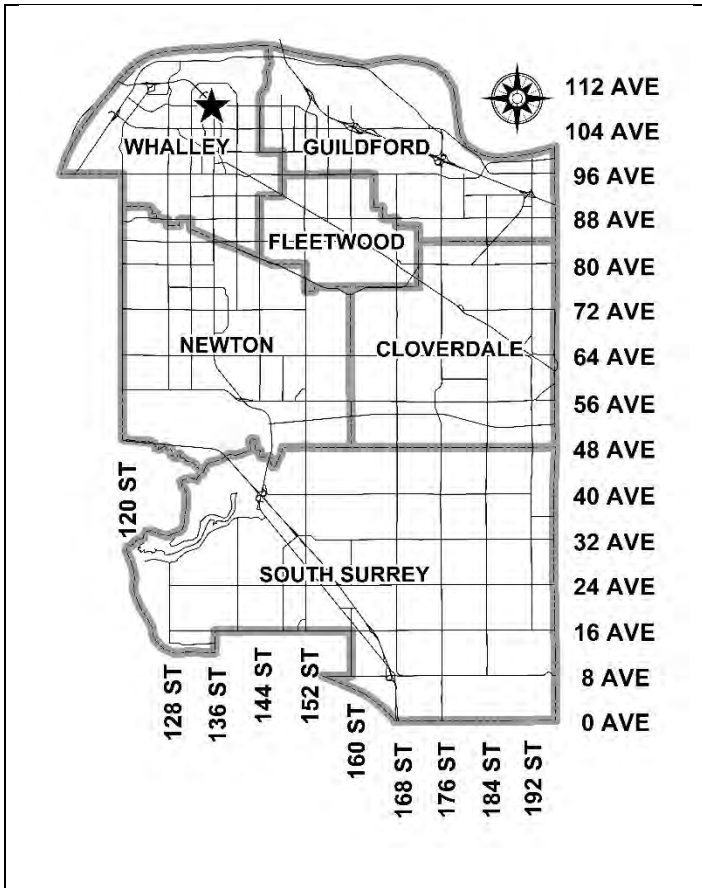 112 AVE
104 AVE
WHALLEY
GUILDFORD
96 AVE
88 AVE
FLEETWOOD
80 AVE
72 AVE
NEWTON
CLOVERDALE
64 AVE
56 AVE
48 AVE
120 ST
40 AVE
32 AVE
SOUTH SURREY
24 AVE
16 AVE
8 AVE
0 AVE
128 ST
136 ST
144 ST
152 ST
160 ST
168 ST
176 ST
184 ST
192 ST